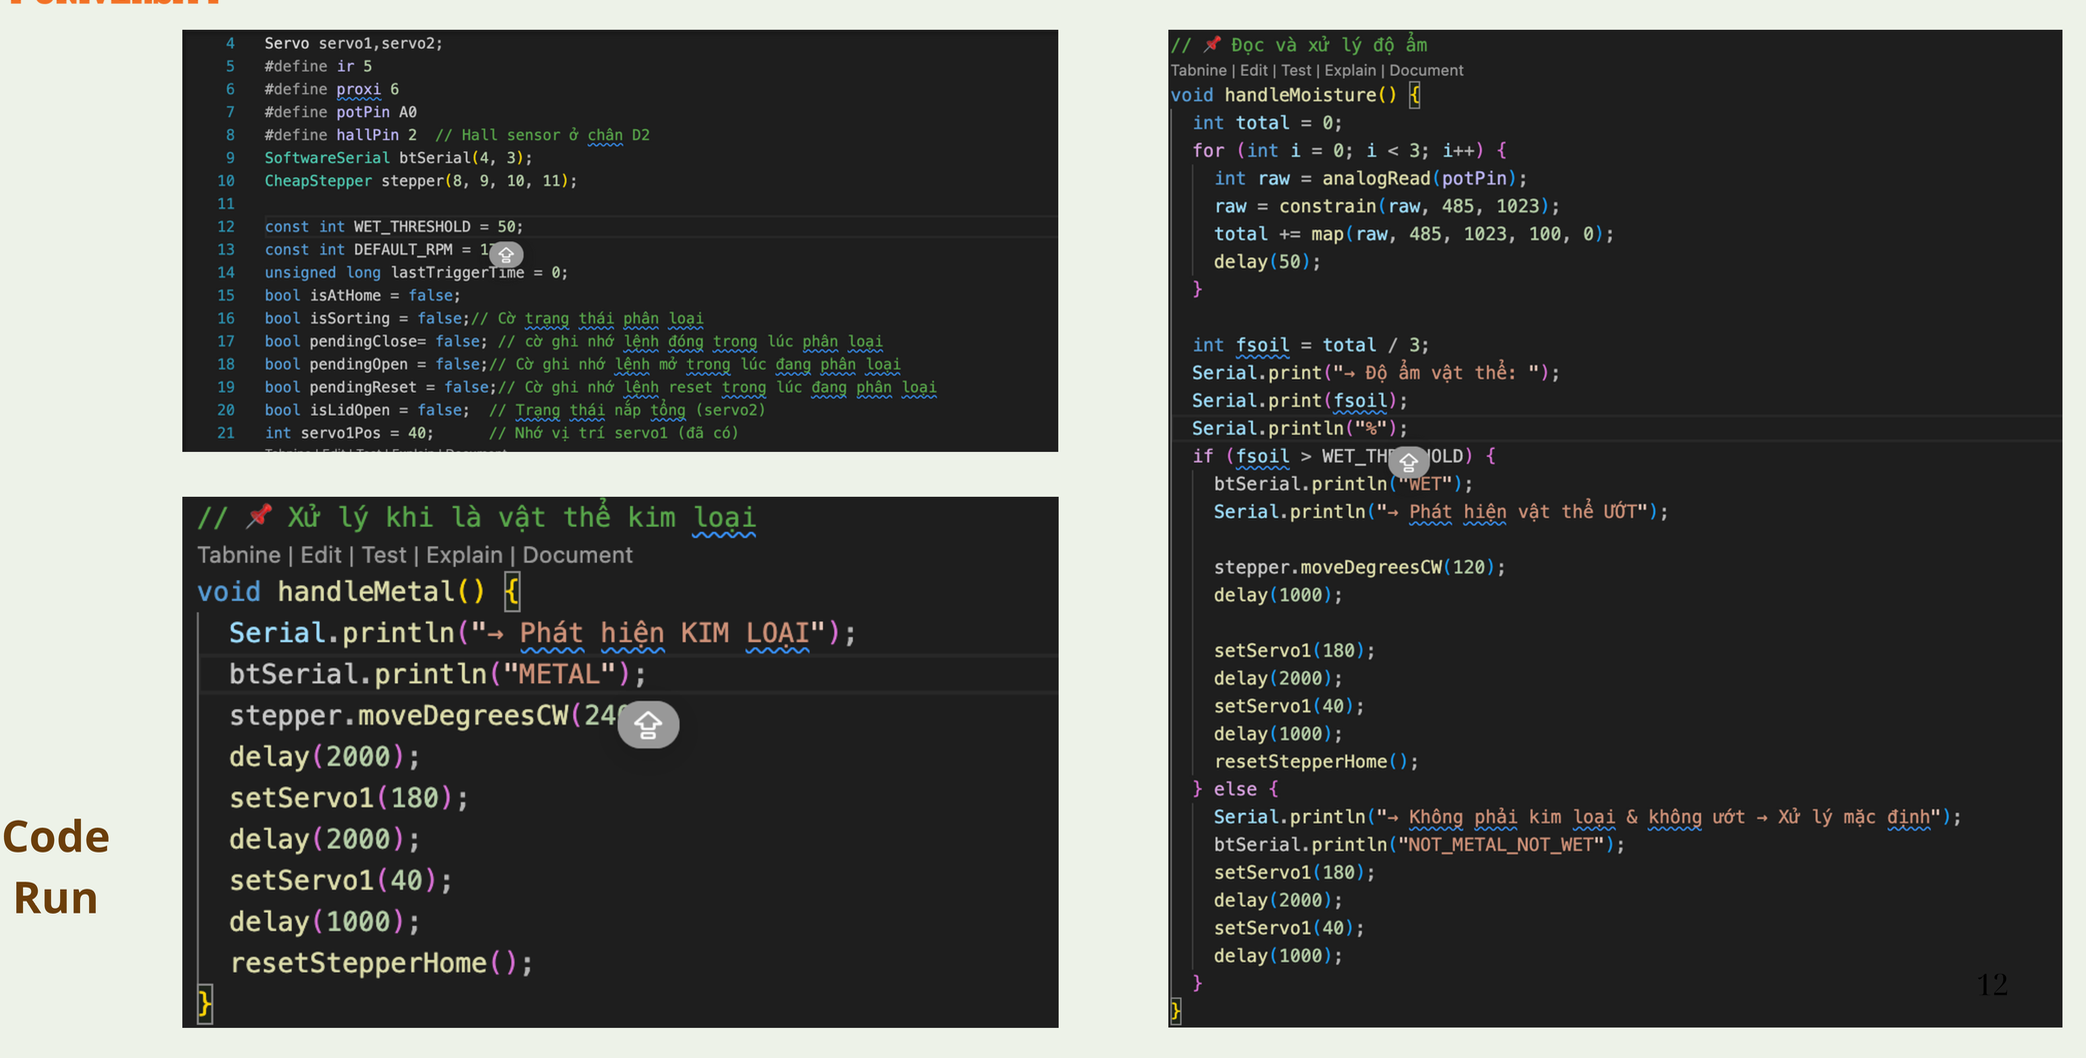 4 Servo servo1,servo2;
5 #define ir 5
6 #define proxi 6
7 #define potPin A0
8 #define hallPin 2 // Hall sensor ở chân D2
9 SoftwareSerial btSerial(4, 3);
10 CheapStepper stepper(8, 9, 10, 11);
11
12 const int WET_THRESHOLD = 50;
13 const int DEFAULT_RPM =
14 unsigned long lastTriggerTime = 0;
15 bool isAtHome = false;
16 bool isSorting = false;// Cờ trạng thái phân loại
17 bool pendingClose= false; // cờ ghi nhớ lệnh đóng trong lúc phân loại
18 bool pendingOpen = false;// Cờ ghi nhớ lệnh mở trong lúc đang phân loại
19 bool pendingReset = false;// Cờ ghi nhớ lệnh reset trong lúc đang phân loại
20 bool isLidOpen = false; // Trạng thái nắp tổng (servo2)
21 int servo1Pos = 40; // Nhớ vị trí servo1 (đã có)
// 📌 Xử lý khi là vật thể kim loại
Tabnine | Edit | Test | Explain | Document
void handleMetal() {
Serial.println("→ Phát hiện KIM LOẠI");
btSerial.println("METAL");
stepper.moveDegreesCW(
delay(2000);
setServo1(180);
delay(2000);
setServo1(40);
delay(1000);
resetStepperHome();
}
Code
Run
// 📌 Đọc và xử lý độ ẩm
Tabnine | Edit | Test | Explain | Document
void handleMoisture() {
int total = 0;
for (int i = 0; i < 3; i++) {
int raw = analogRead(potPin);
raw = constrain(raw, 485, 1023);
total += map(raw, 485, 1023, 100, 0);
delay(50);
}
int fsoil = total / 3;
Serial.print("→ Độ ẩm vật thể: ");
Serial.print(fsoil);
Serial.println("%");
if (fsoil > WET_THRESHOLD) {
btSerial.println("WET");
Serial.println("→ Phát hiện vật thể ƯỚT");
stepper.moveDegreesCW(120);
delay(1000);
setServo1(180);
delay(2000);
setServo1(40);
delay(1000);
resetStepperHome();
} else {
Serial.println("→ Không phải kim loại & không ướt → Xử lý mặc định");
btSerial.println("NOT_METAL_NOT_WET");
setServo1(180);
delay(2000);
setServo1(40);
delay(1000);
}
}
12